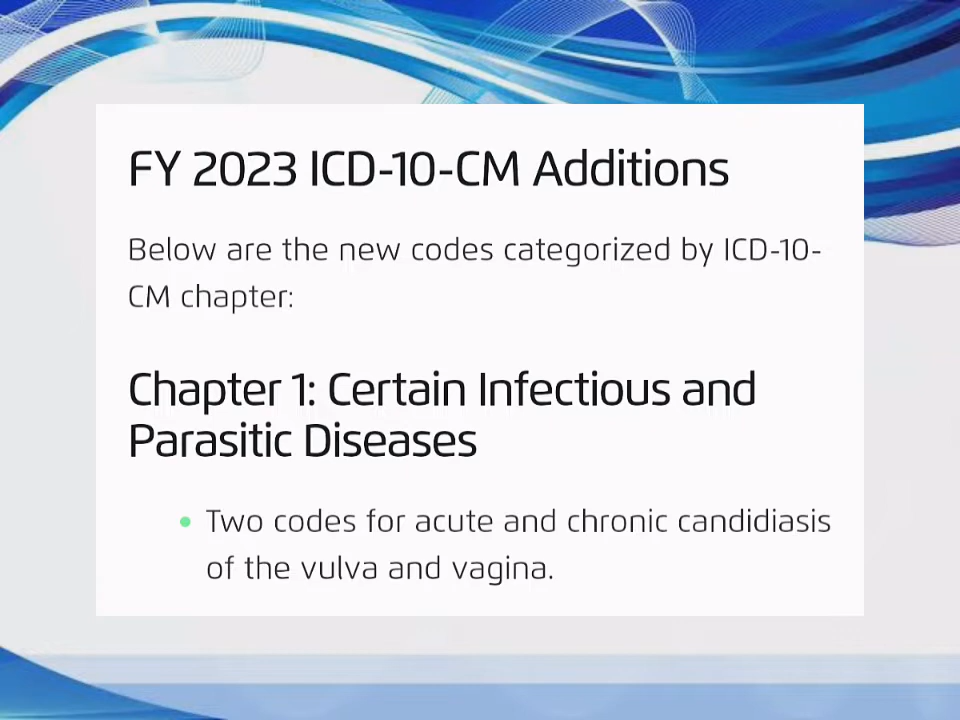 FY 2023 ICD-10-CM Additions
Below are the new codes categorized by ICD-10-
CM chapter:
Chapter 1: Certain Infectious and
Parasitic Diseases
• Two codes for acute and chronic candidiasis
of the vulva and vagina.